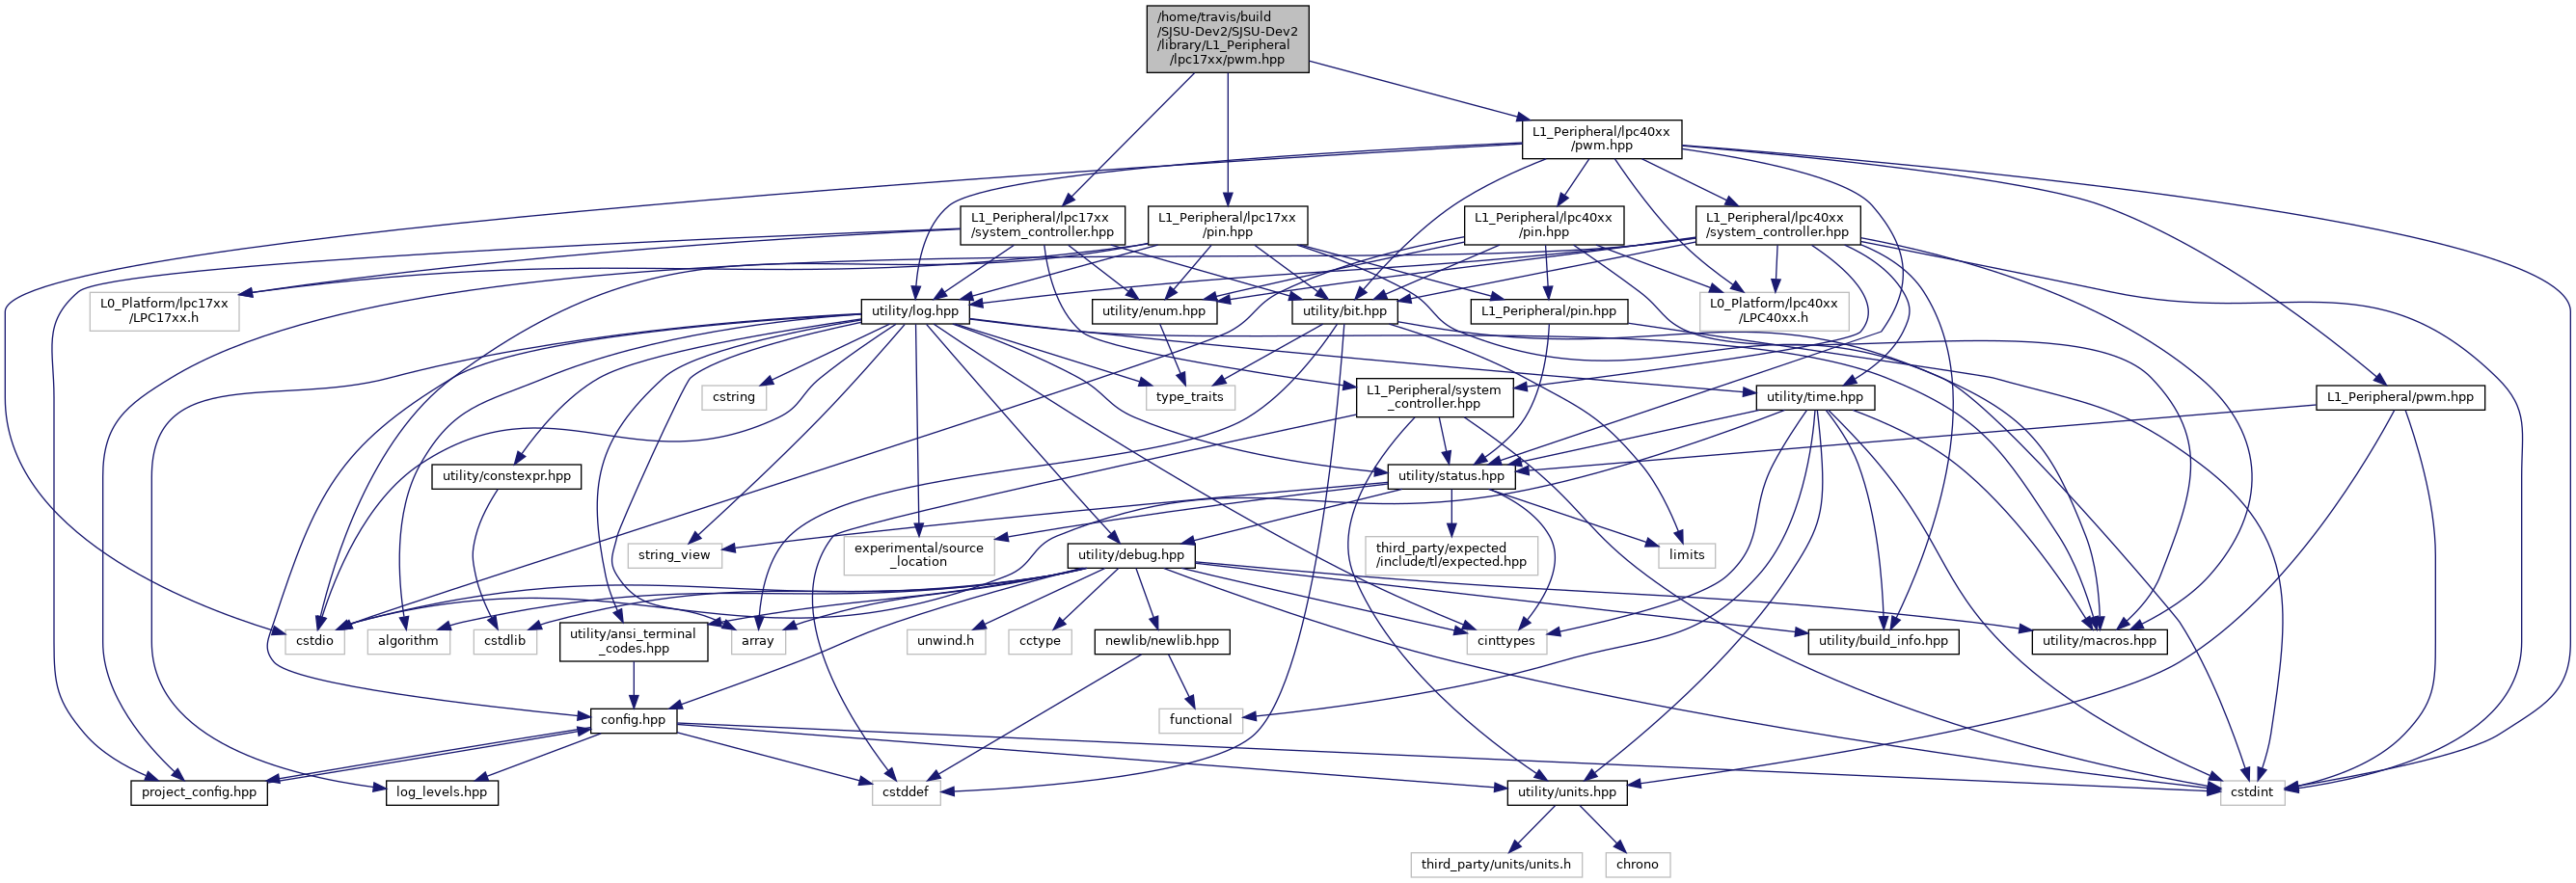 /home/travis/build
/SJSU-Dev2/SJSU-Dev2
/library/L1_Peripheral
/lpc17xx/pwm.hpp
L1_Peripheral/lpc40xx
/pwm.hpp
L1_Peripheral/lpc17xx
/system_controller.hpp
L1_Peripheral/lpc17xx
/pin.hpp
L1_Peripheral/lpc40xx
/pin.hpp
L1_Peripheral/lpc40xx
/system_controller.hpp
L0_Platform/lpc17xx
/LPC17xx.h
utility/log.hpp
utility/enum.hpp
utility/bit.hpp
L1_Peripheral/pin.hpp
L0_Platform/lpc40xx
/LPC40xx.h
cstring
type_traits
L1_Peripheral/system
_controller.hpp
utility/time.hpp
L1_Peripheral/pwm.hpp
utility/constexpr.hpp
utility/status.hpp
string_view
experimental/source
_location
utility/debug.hpp
third_party/expected
/include/tl/expected.hpp
limits
cstdio
algorithm
cstdlib
utility/ansi_terminal
_codes.hpp
array
unwind.h
cctype
newlib/newlib.hpp
cinttypes
utility/build_info.hpp
utility/macros.hpp
config.hpp
functional
project_config.hpp
log_levels.hpp
cstddef
utility/units.hpp
cstdint
third_party/units/units.h
chrono